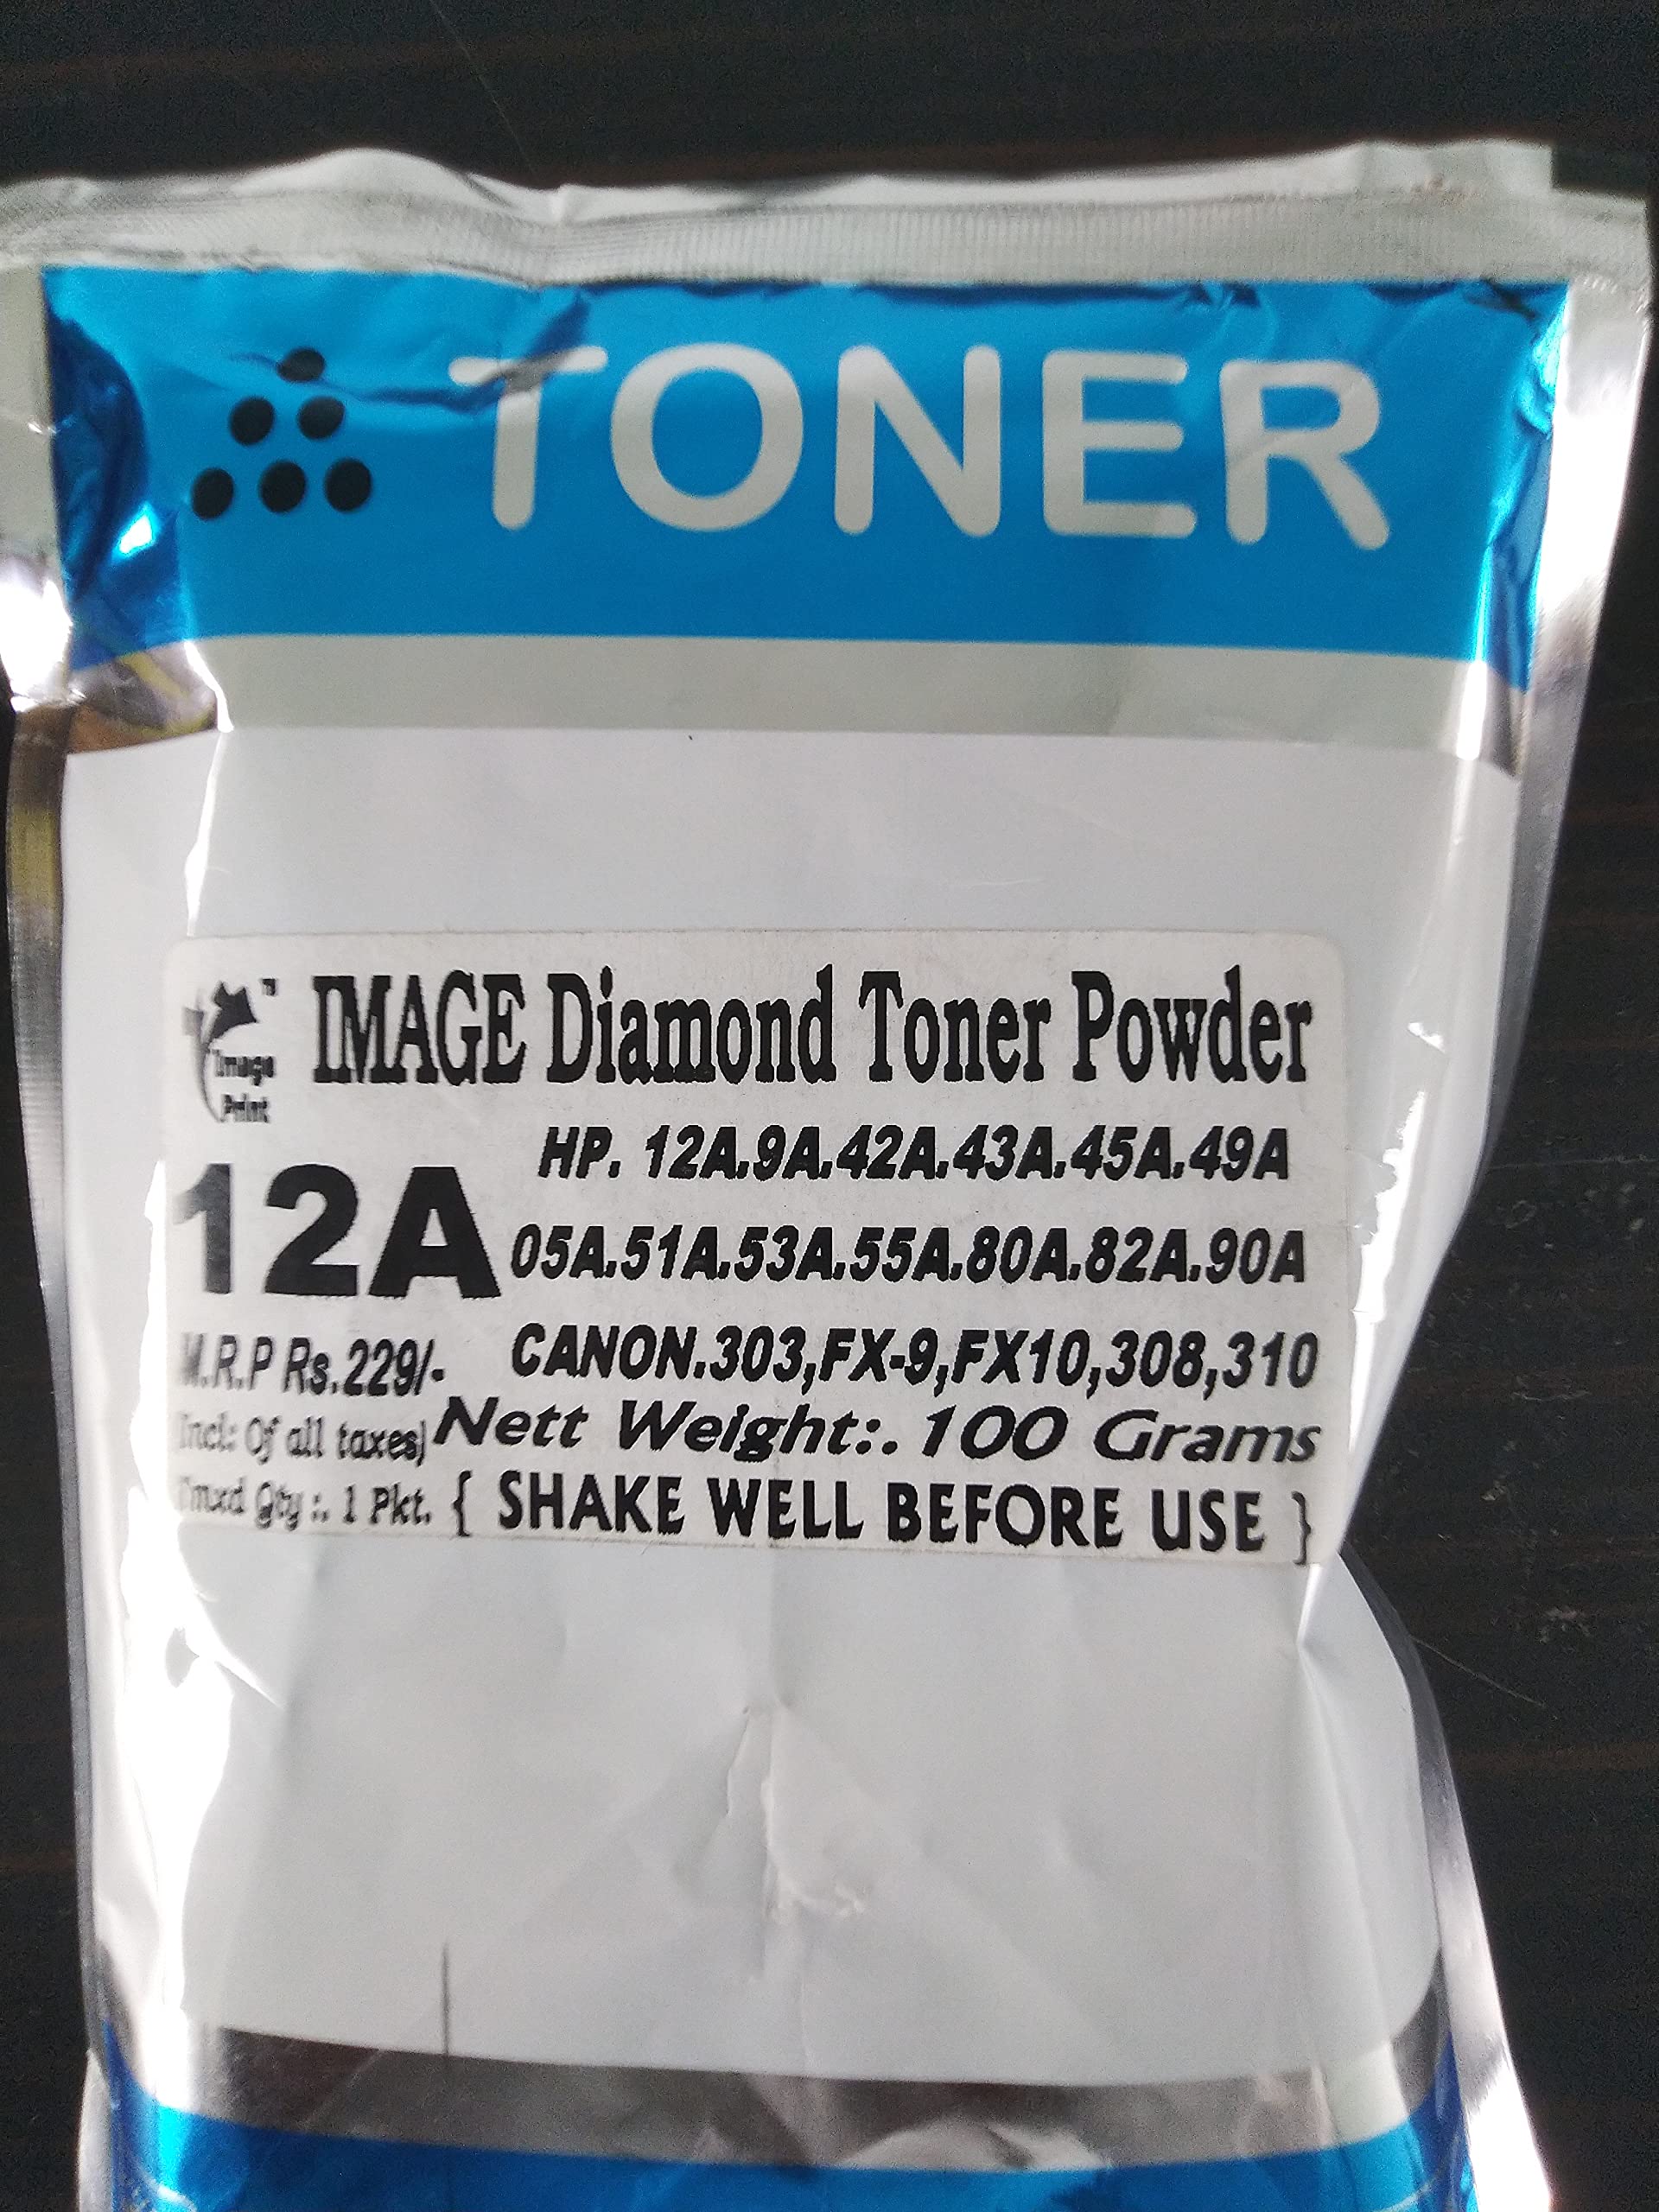 TONER
Image
Print
IMAGE Diamond Toner Powder
HP. 12A.9A.42A.43A.45A.49A
12A
05A.51A.53A.55A.80A.82A.90A
M.R.P Rs.229/-
CANON.303,FX-9,FX10,308,310
Incl: Of all taxes)
Nett Weight:. 100 Grams
Qty :. 1 Pkt.
{ SHAKE WELL BEFORE USE }